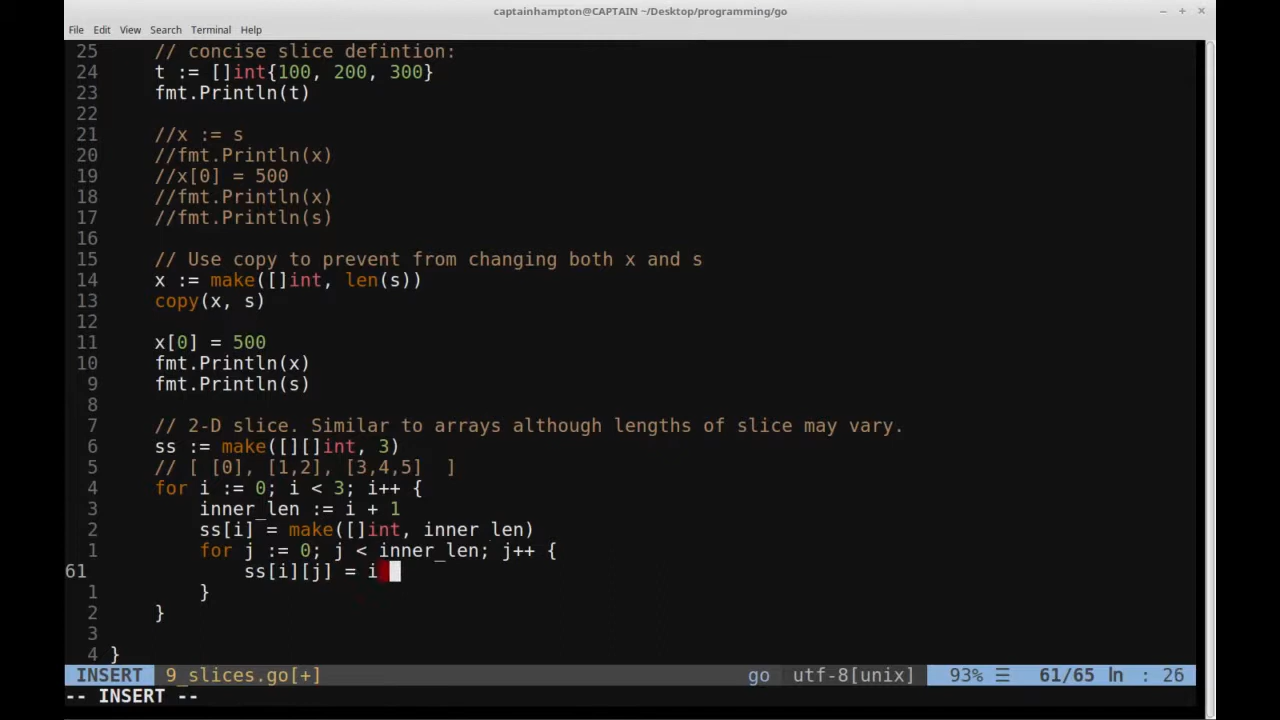 captainhampton@CAPTAIN ~/Desktop/programming/go
File Edit View Search Terminal Help
25 // concise slice defintion:
24 t := []int{100, 200, 300}
23 fmt.Println(t)
22
21 //x := s
20 //fmt.Println(x)
19 //x[0] = 500
18 //fmt.Println(x)
17 //fmt.Println(s)
16
15 // Use copy to prevent from changing both x and s
14 x := make([]int, len(s))
13 copy(x, s)
12
11 x[0] = 500
10 fmt.Println(x)
9 fmt.Println(s)
8
7 // 2-D slice. Similar to arrays although lengths of slice may vary.
6 ss := make([][]int, 3)
5 // [ [0], [1,2], [3,4,5]  ]
4 for i := 0; i < 3; i++ {
3 inner_len := i + 1
2 ss[i] = make([]int, inner_len)
1 for j := 0; j < inner_len; j++ {
61 ss[i][j] = i
1 }
2 }
3
4 }
INSERT 9_slices.go[+] go utf-8[unix] 93% ☰ 61/65 ln : 26
-- INSERT --